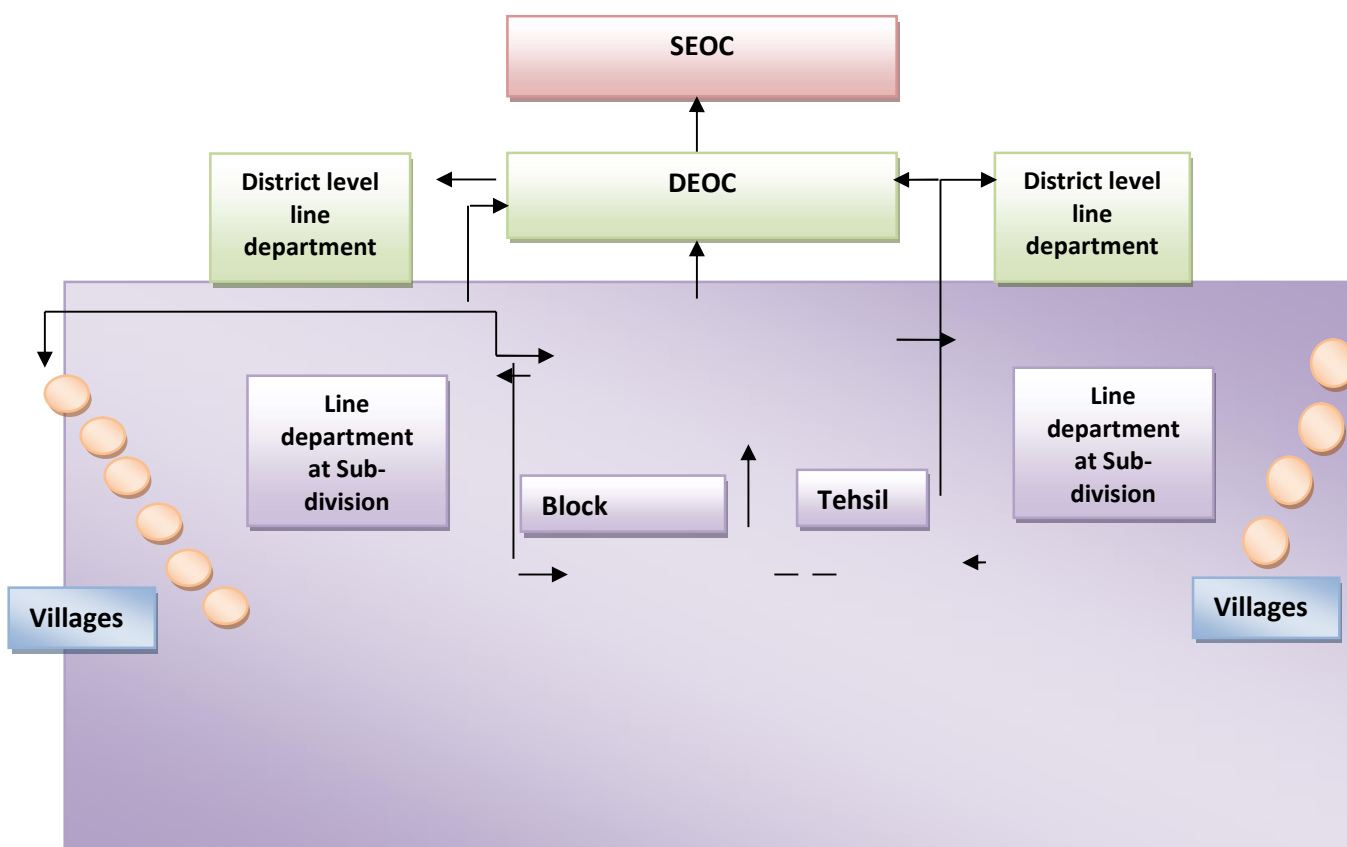 SEOC
District level
line
department
DEOC
District level
line
department
Line
department
at Sub-
division
Block
Tehsil
Line
department
at Sub-
division
Villages
Villages